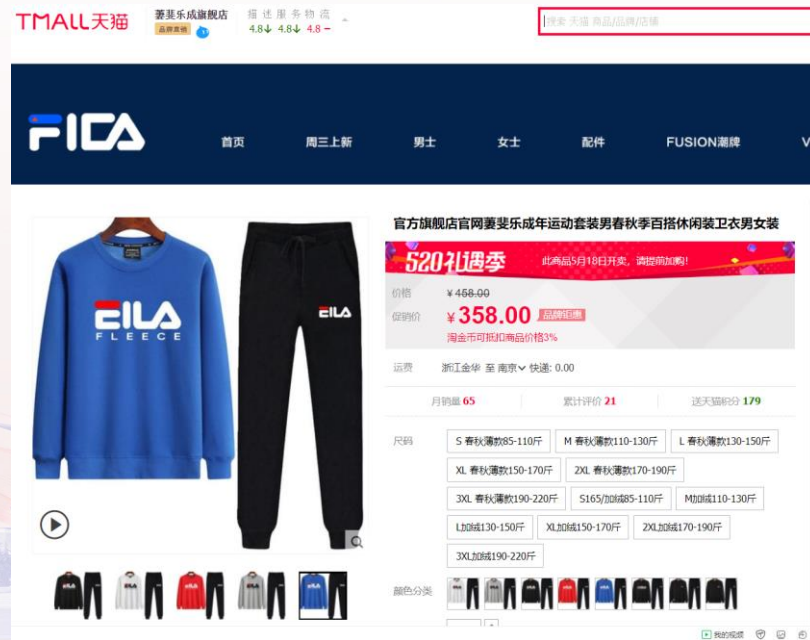 TMALL天猫
萋斐乐成旗舰店
品牌直销
描述 服务 物流
4.8↓ 4.8↓ 4.8 −
搜索 天猫 商品/品牌/店铺
FICA
首页 周三上新 男士 女士 配件 FUSION潮牌 V
官方旗舰店官网萋斐乐成年运动套装男春秋季百搭休闲装卫衣男女装
520礼遇季 此商品5月18日开卖，请提前加购！
价格 ¥458.00
促销价 ¥358.00 品牌钜惠
淘金币可抵扣商品价格3%
运费 浙江金华 至 南京 快递: 0.00
月销量 65 累计评价 21 送天猫积分 179
尺码 S 春秋薄款85-110斤 M 春秋薄款110-130斤 L 春秋薄款130-150斤
XL 春秋薄款150-170斤 2XL 春秋薄款170-190斤
3XL 春秋薄款190-220斤 S165/加绒85-110斤 M加绒110-130斤
L加绒130-150斤 XL加绒150-170斤 2XL加绒170-190斤
3XL加绒190-220斤
颜色分类
EILA
FLEECE
EILA
我的视频